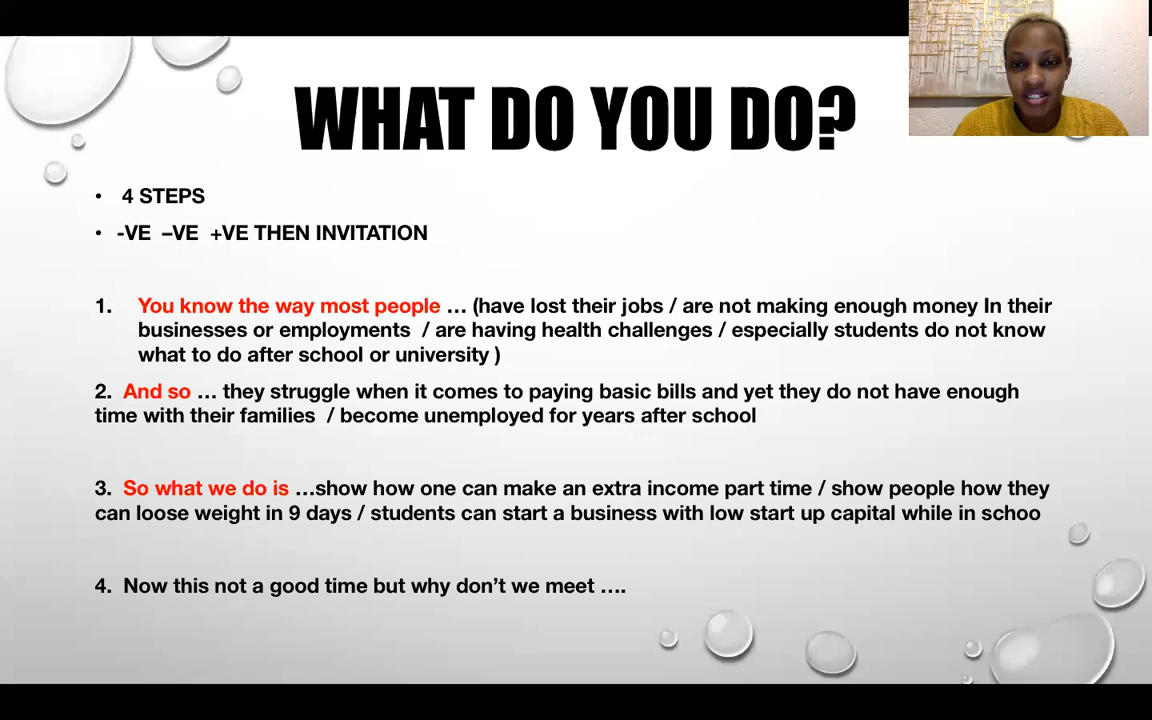 WHAT DO YOU DO?
• 4 STEPS
• -VE –VE +VE THEN INVITATION
1. You know the way most people … (have lost their jobs / are not making enough money In their
businesses or employments / are having health challenges / especially students do not know
what to do after school or university )
2. And so … they struggle when it comes to paying basic bills and yet they do not have enough
time with their families / become unemployed for years after school
3. So what we do is …show how one can make an extra income part time / show people how they
can loose weight in 9 days / students can start a business with low start up capital while in schoo
4. Now this not a good time but why don’t we meet ….